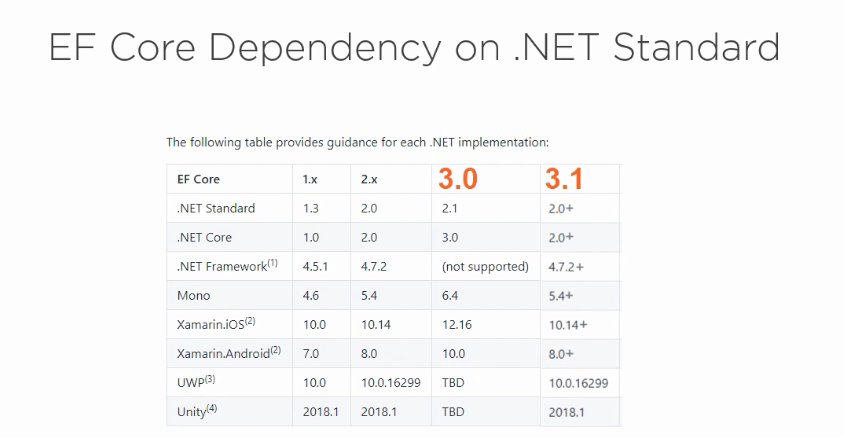 EF Core Dependency on .NET Standard
The following table provides guidance for each .NET implementation:
EF Core 1.x 2.x 3.0 3.1
.NET Standard 1.3 2.0 2.1 2.0+
.NET Core 1.0 2.0 3.0 2.0+
.NET Framework(1) 4.5.1 4.7.2 (not supported) 4.7.2+
Mono 4.6 5.4 6.4 5.4+
Xamarin.iOS(2) 10.0 10.14 12.16 10.14+
Xamarin.Android(2) 7.0 8.0 10.0 8.0+
UWP(3) 10.0 10.0.16299 TBD 10.0.16299
Unity(4) 2018.1 2018.1 TBD 2018.1